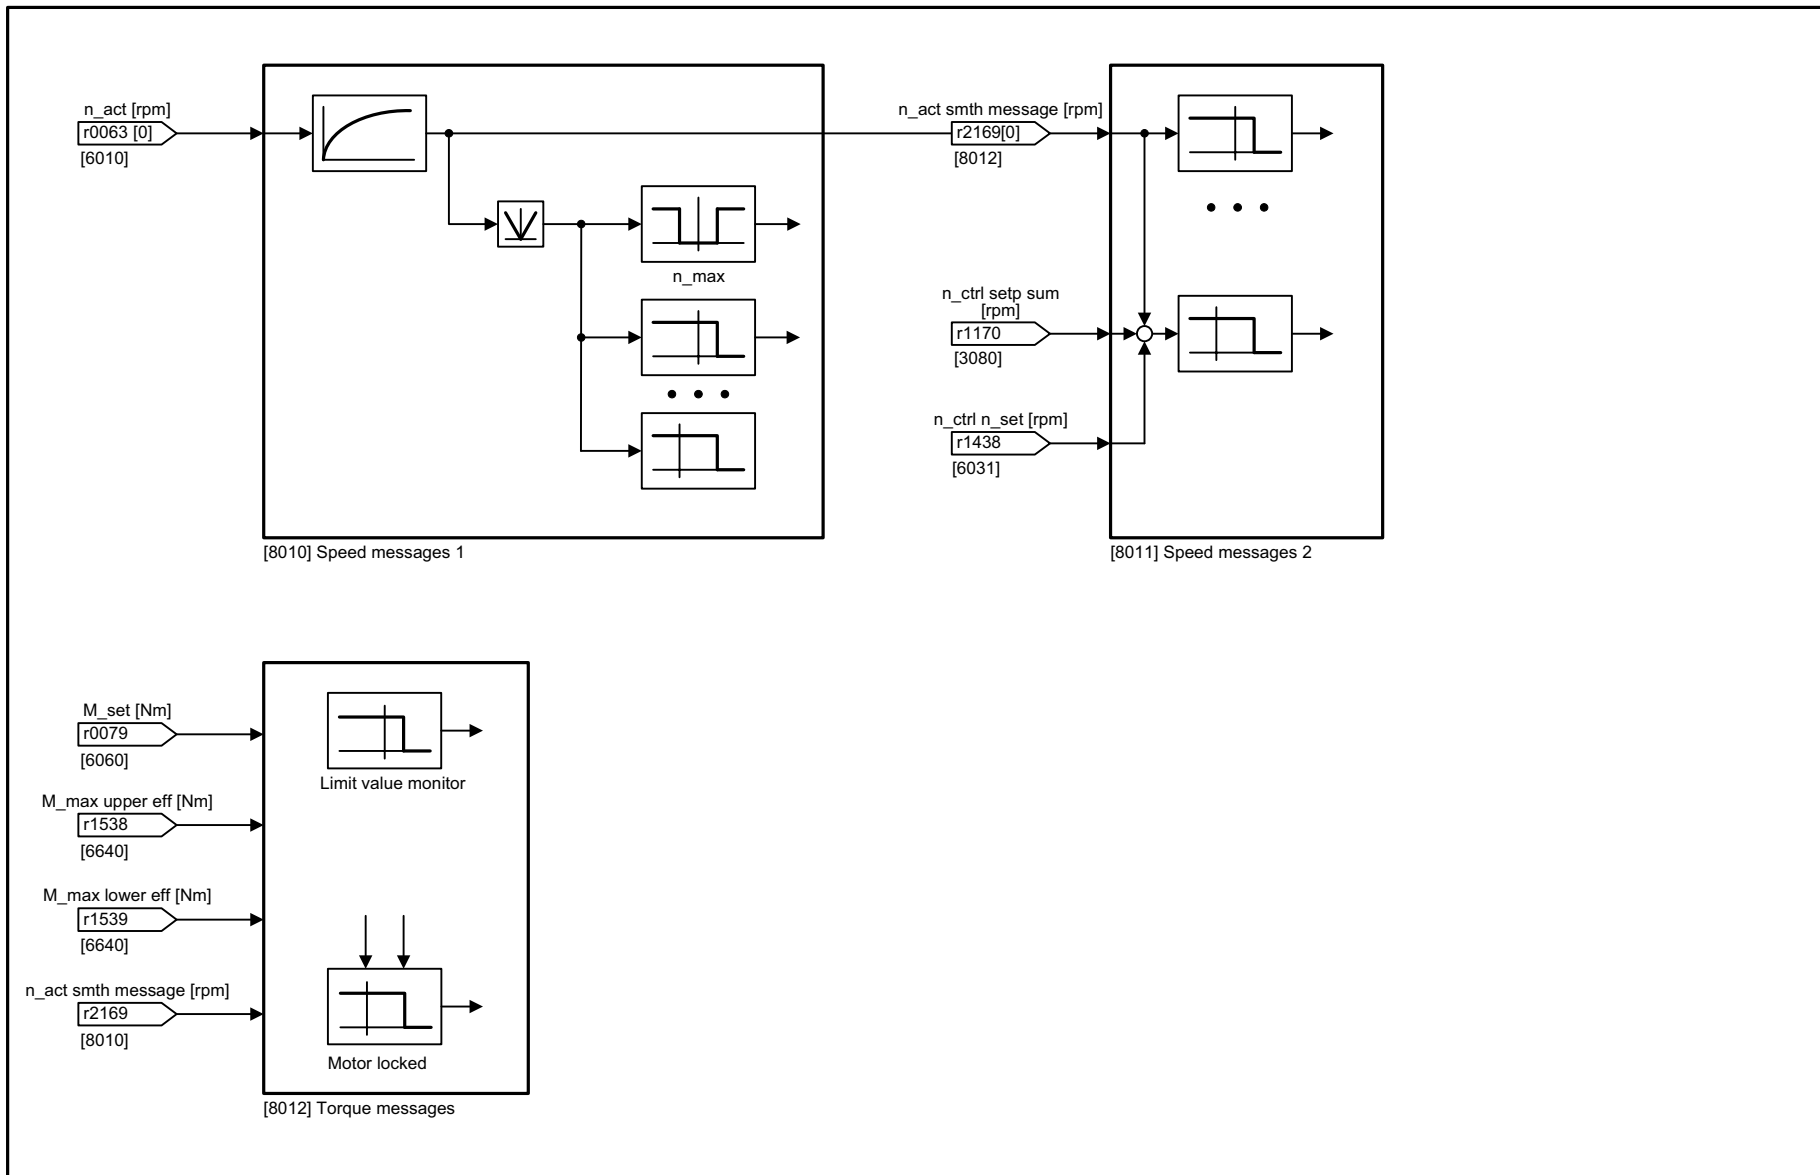 n_act [rpm]
r0063 [0]
[6010]
n_max
[8010] Speed messages 1
n_act smth message [rpm]
r2169[0]
[8012]
n_ctrl setp sum
[rpm]
r1170
[3080]
n_ctrl n_set [rpm]
r1438
[6031]
[8011] Speed messages 2
M_set [Nm]
r0079
[6060]
M_max upper eff [Nm]
r1538
[6640]
M_max lower eff [Nm]
r1539
[6640]
n_act smth message [rpm]
r2169
[8010]
Limit value monitor
Motor locked
[8012] Torque messages